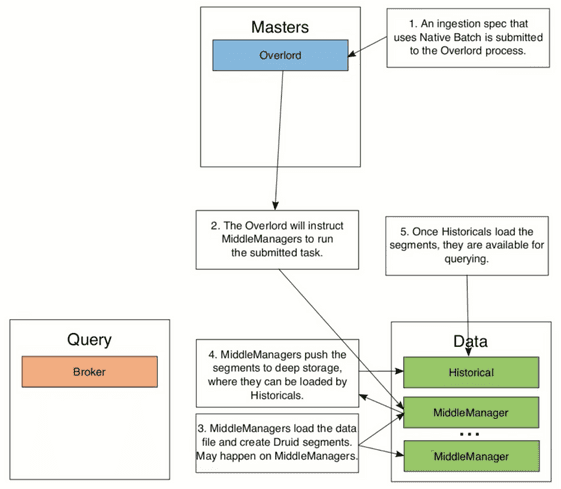 Masters
Overlord
1. An ingestion spec that
uses Native Batch is submitted
to the Overlord process.
2. The Overlord will instruct
MiddleManagers to run
the submitted task.
5. Once Historicals load the
segments, they are available for
querying.
Query
Broker
4. MiddleManagers push the
segments to deep storage,
where they can be loaded by
Historicals.
3. MiddleManagers load the data
file and create Druid segments.
May happen on MiddleManagers.
Data
Historical
MiddleManager
...
MiddleManager